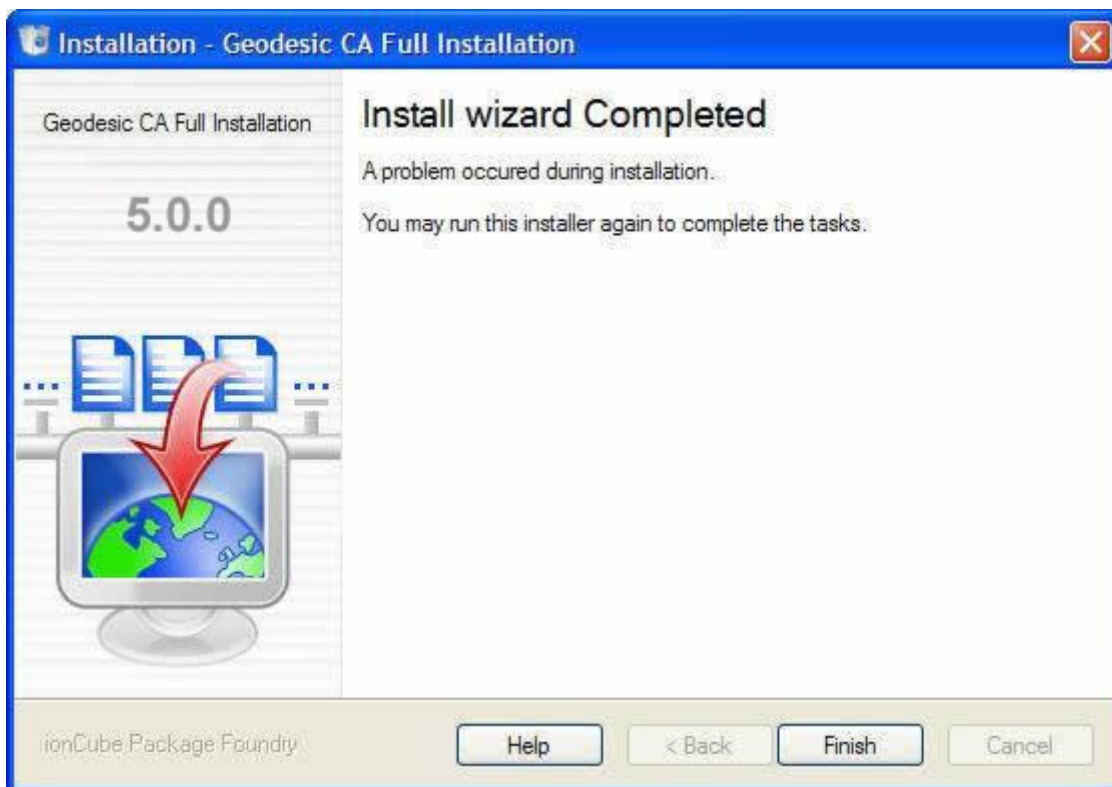 Installation - Geodesic CA Full Installation
Geodesic CA Full Installation
5.0.0
Install wizard Completed
A problem occured during installation.
You may run this installer again to complete the tasks.
ionCube Package Foundry
Help
< Back
Finish
Cancel